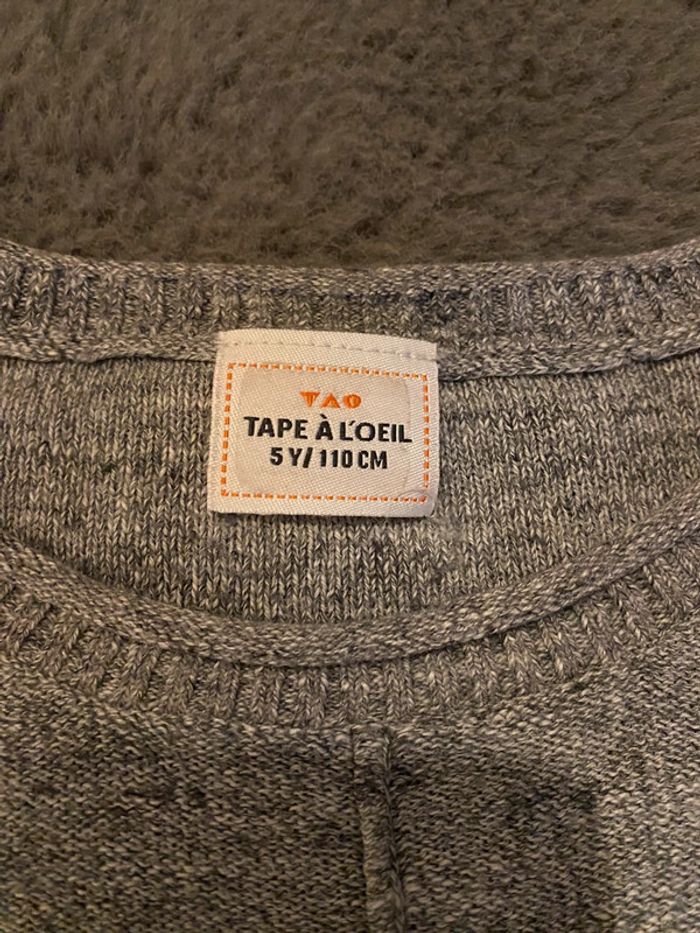 TAO
TAPE À L'OEIL
5 Y/ 110 CM